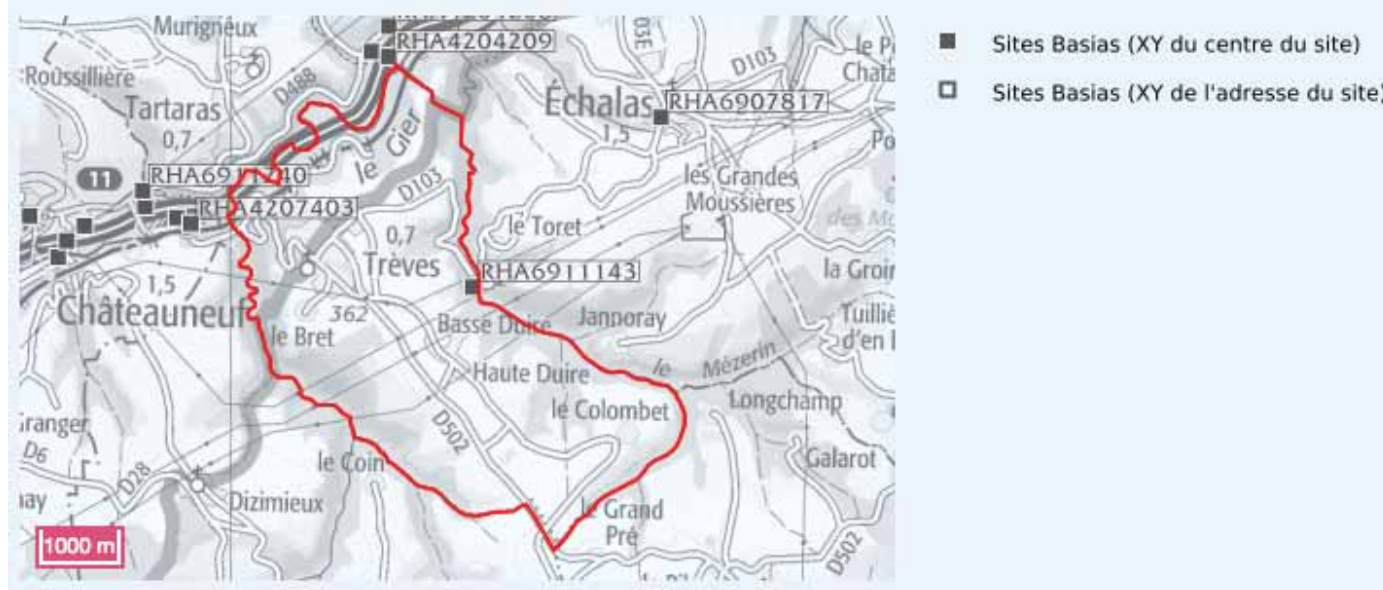 Murigneux
RHA4204209
Roussillière
Tartaras
0,7
D488
Échalas
RHA6907817
1,5
D103
11
RHA6911240
RHA4207403
le Gier
D103
les Grandes
Moussières
le Toret
0,7
Trèves
RHA6911143
1,5
Châteauneuf
362
le Bret
Basse Duire
Jannoray
la Groir
Tuilliè
d'en
Haute Duire
le Mézerin
le Colombet
Longchamp
D502
D6
D28
le Coin
Dizimieux
Galarot
le Grand
Pré
D502
1000 m
Sites Basias (XY du centre du site)
Sites Basias (XY de l'adresse du site)